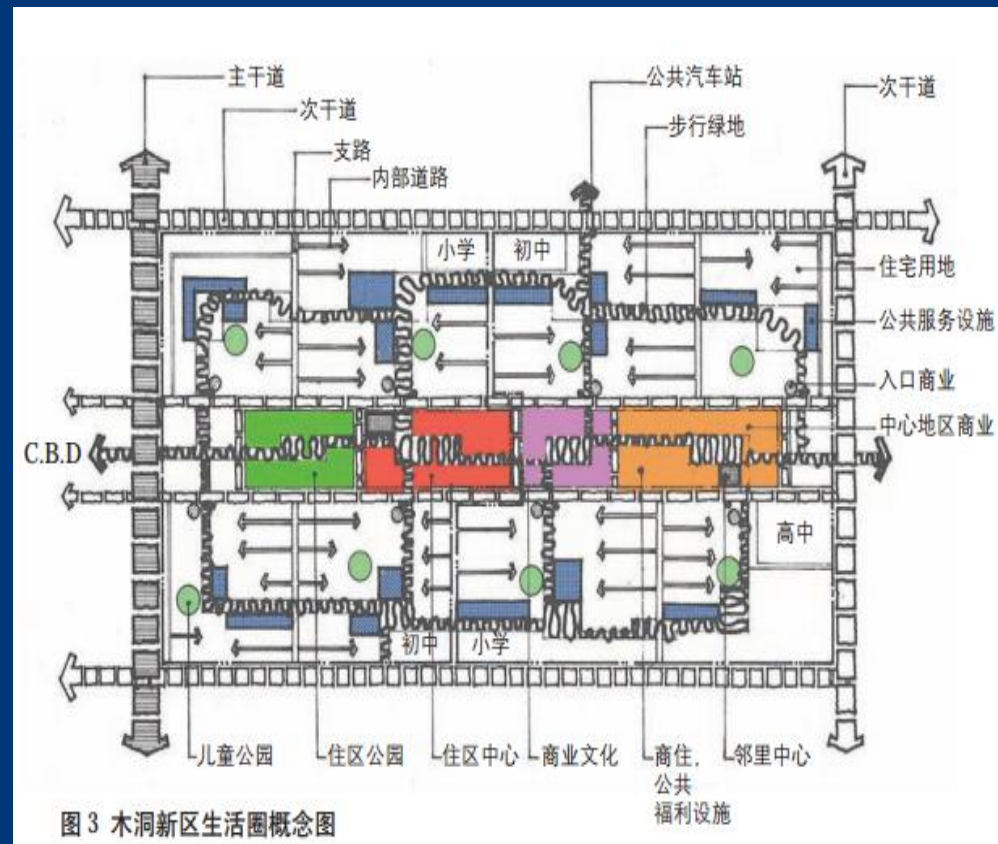 主干道
公共汽车站
次干道
次干道
步行绿地
支路
内部道路
小学
初中
住宅用地
公共服务设施
入口商业
中心地区商业
C.B.D
高中
初中
小学
儿童公园
住区公园
住区中心
商业文化
商住,
公共
福利设施
邻里中心
图 3 木洞新区生活圈概念图